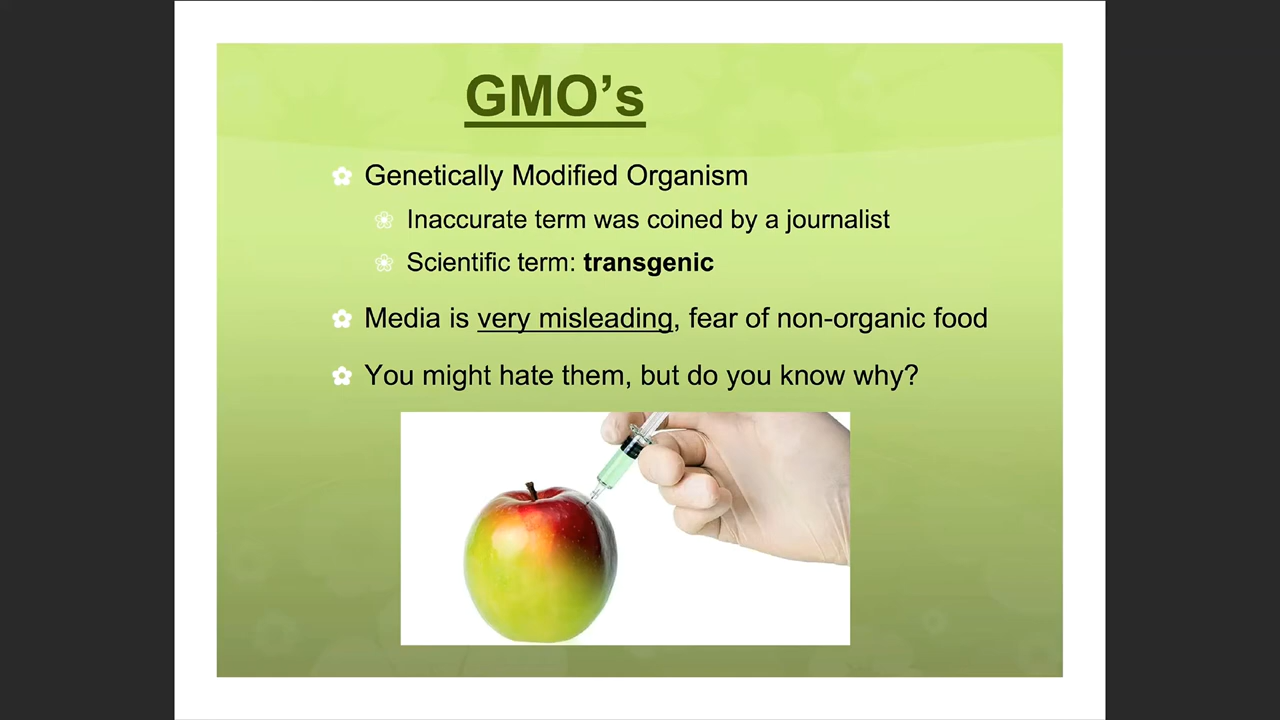 GMO’s
Genetically Modified Organism
Inaccurate term was coined by a journalist
Scientific term: transgenic
Media is very misleading, fear of non-organic food
You might hate them, but do you know why?